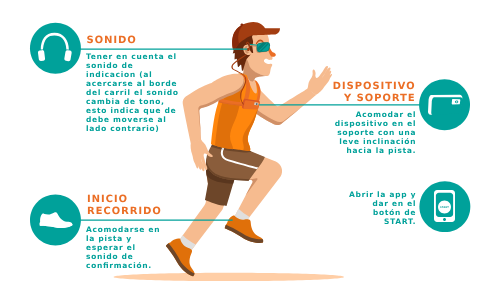 SONIDO
Tener en cuenta el
sonido de
indicacion (al
acercarse al borde
del carril el sonido
cambia de tono,
esto indica que de
debe moverse al
lado contrario)
DISPOSITIVO
Y SOPORTE
Acomodar el
dispositivo en el
soporte con una
leve inclinación
hacia la pista.
INICIO
RECORRIDO
Acomodarse en
la pista y
esperar el
sonido de
confirmación.
Abrir la app y
dar en el
botón de
START.
START